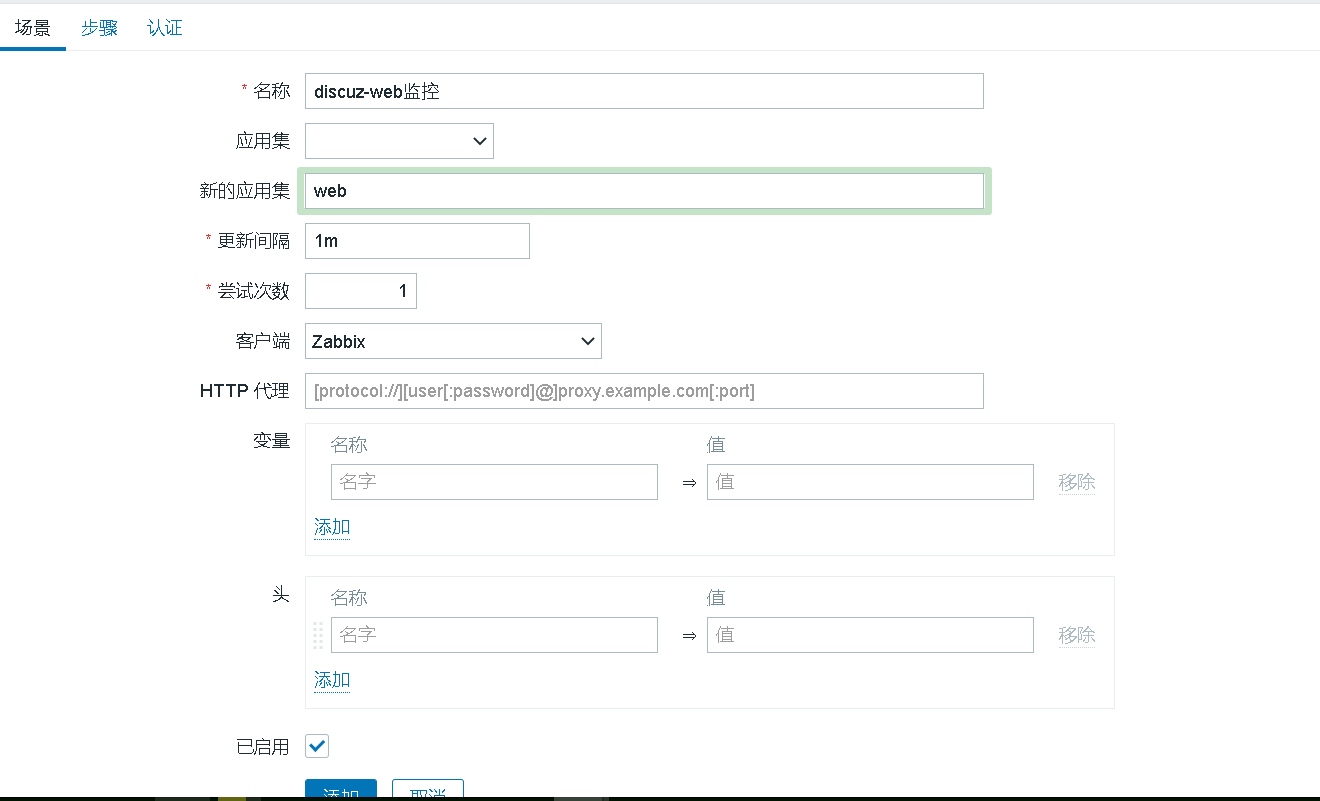 场景 步骤 认证
* 名称 discuz-web监控
应用集
新的应用集 web
* 更新间隔 1m
* 尝试次数 1
客户端 Zabbix
HTTP 代理 [protocol://][user[:password]@]proxy.example.com[:port]
变量 名称 值
名字 ⇒ 值 移除
添加
头 名称 值
名字 ⇒ 值 移除
添加
已启用
添加 取消